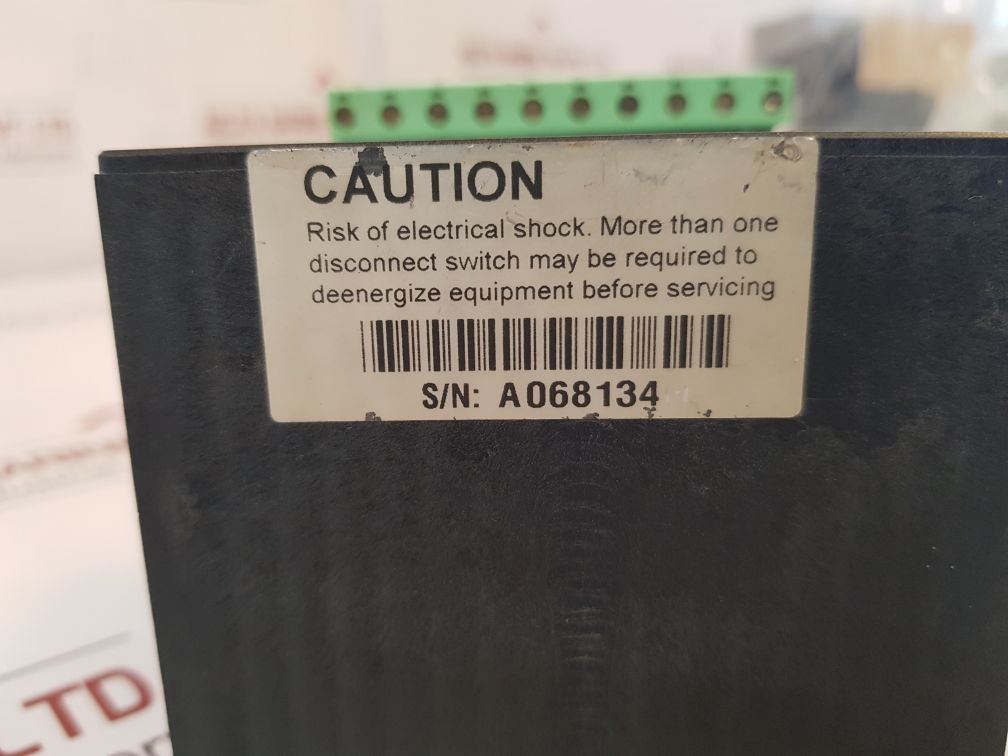 CAUTION
Risk of electrical shock. More than one
disconnect switch may be required to
deenergize equipment before servicing
S/N: A068134
LTD